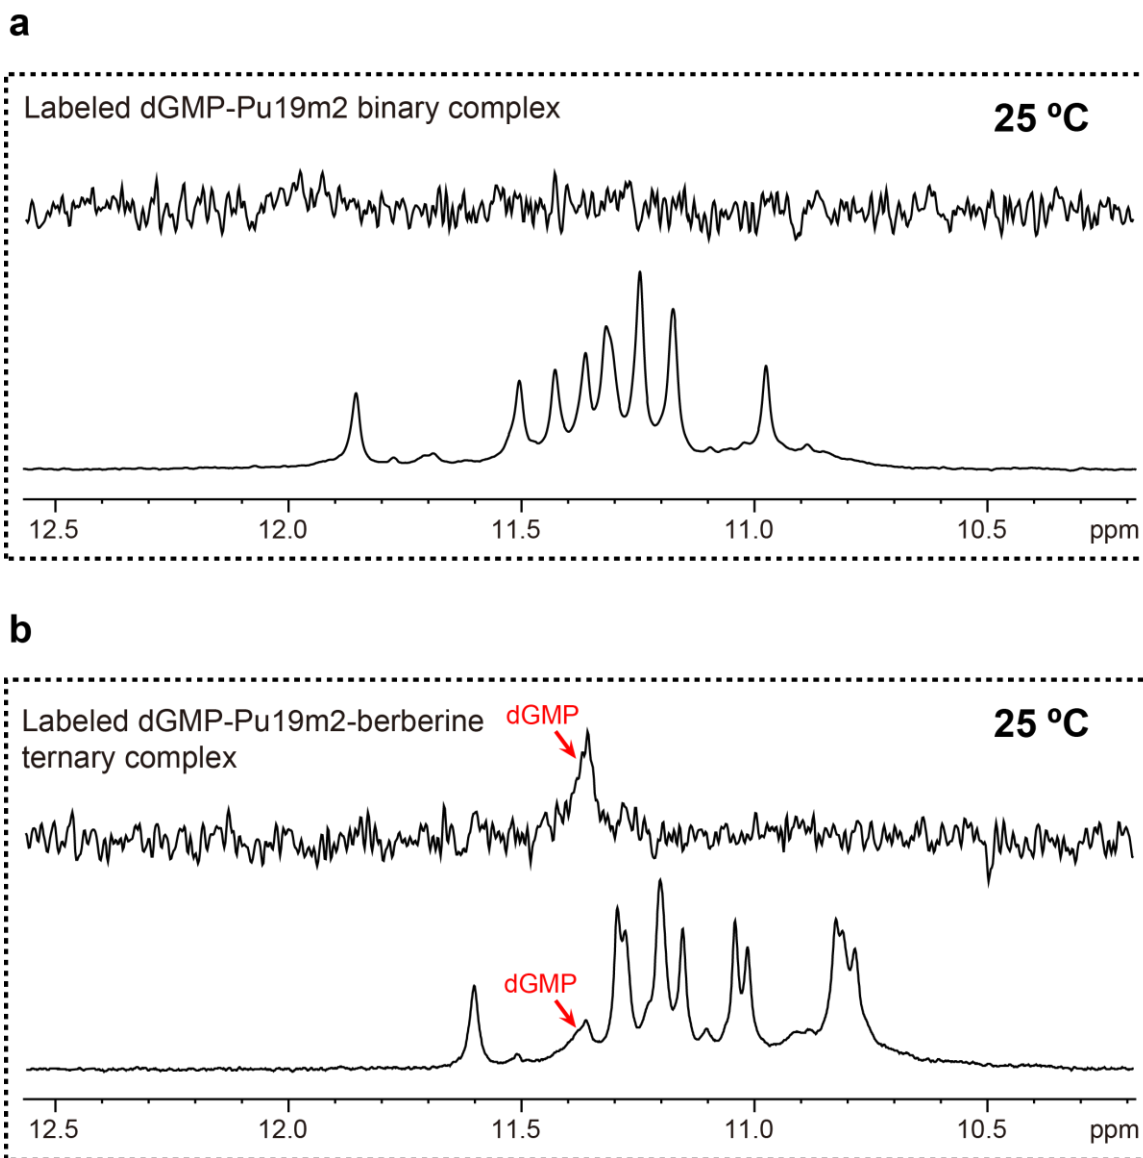 a
Labeled dGMP-Pu19m2 binary complex
25 ºC
12.5 12.0 11.5 11.0 10.5 ppm
b
Labeled dGMP-Pu19m2-berberine
ternary complex
dGMP
25 ºC
dGMP
12.5 12.0 11.5 11.0 10.5 ppm